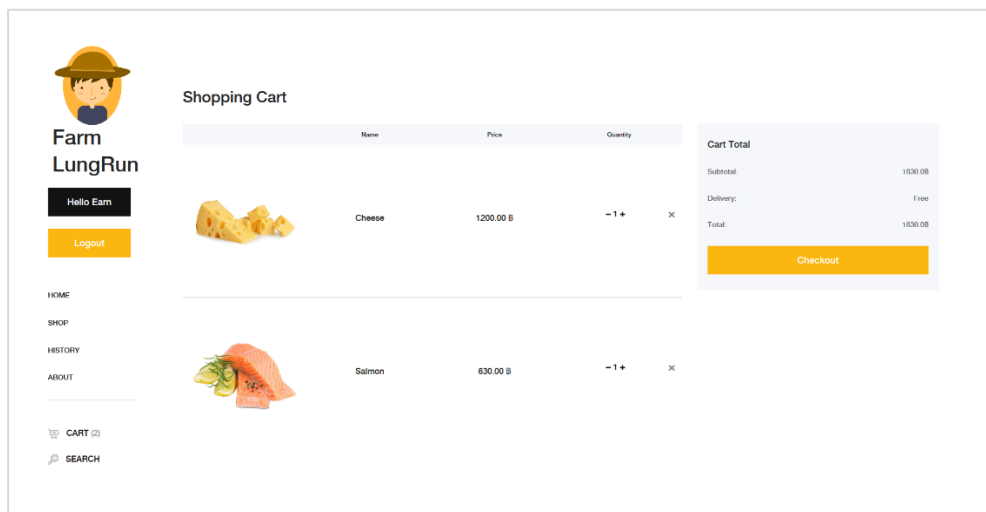 Farm
LungRun
Hello Earn
Logout
HOME
SHOP
HISTORY
ABOUT
CART (2)
SEARCH
Shopping Cart
Name Price Quantity
Cheese 1200.00 ฿ −1+ ×
Salmon 630.00 ฿ −1+ ×
Cart Total
Subtotal: 1830.0฿
Delivery: Free
Total: 1830.0฿
Checkout